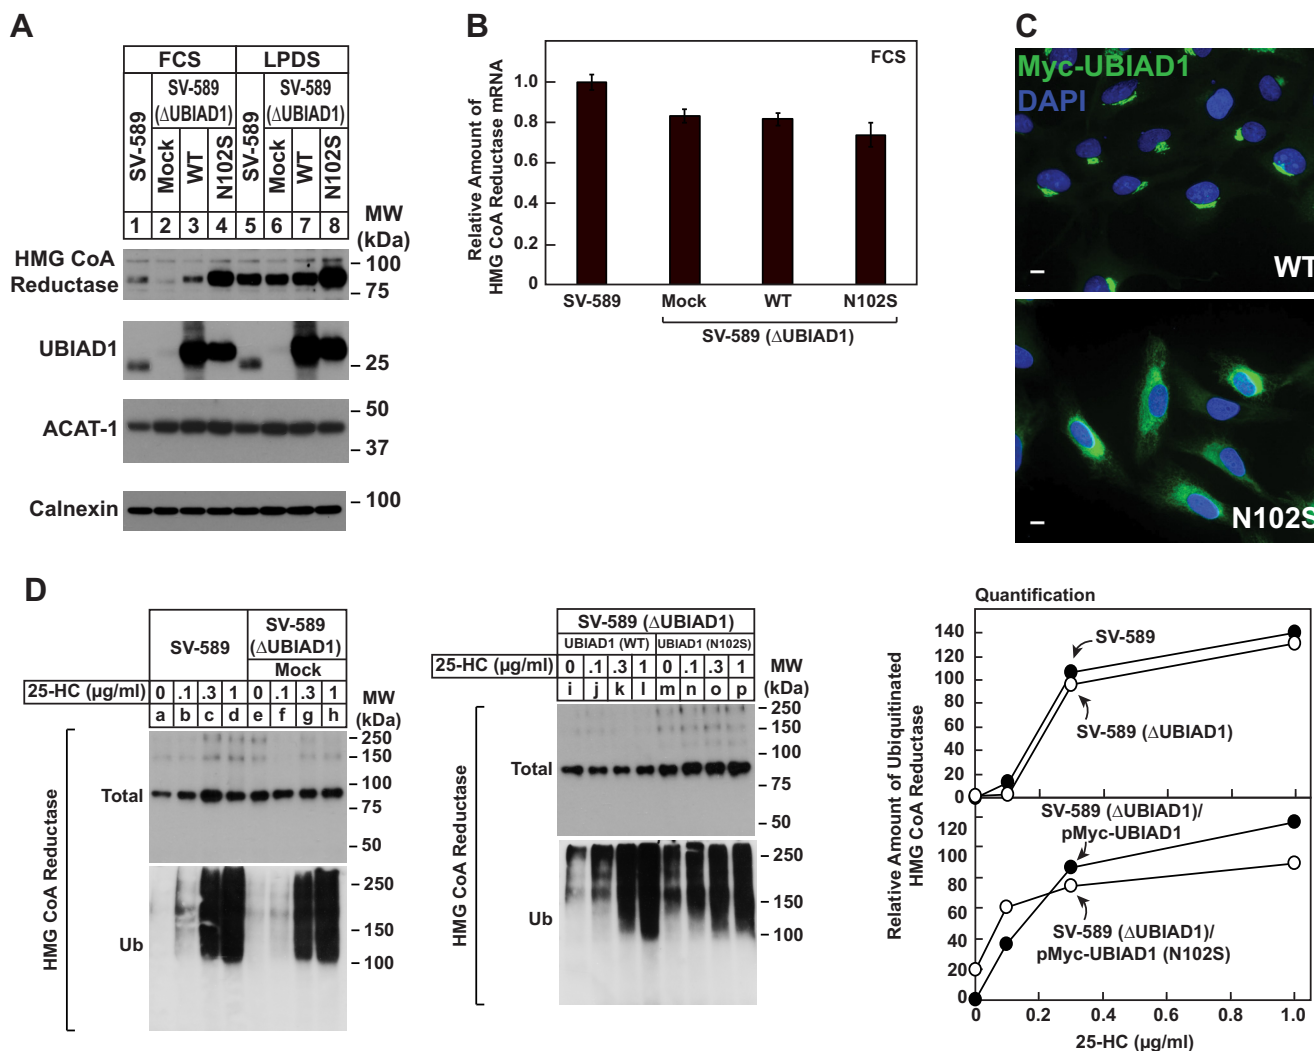 A
FCS LPDS
SV-589 SV-589
(ΔUBIAD1) (ΔUBIAD1)
SV-589 Mock WT N102S SV-589 Mock WT N102S
1 2 3 4 5 6 7 8
MW
(kDa)
HMG CoA
Reductase
100
75
UBIAD1
25
ACAT-1
50
37
Calnexin
100
B
FCS
Relative Amount of
HMG CoA Reductase mRNA
1.0
0.8
0.6
0.4
0.2
0
SV-589 Mock WT N102S
SV-589 (ΔUBIAD1)
C
Myc-UBIAD1
DAPI
WT
N102S
D
SV-589 SV-589
(ΔUBIAD1)
Mock
25-HC (µg/ml) 0 .1 .3 1 0 .1 .3 1
a b c d e f g h
MW
(kDa)
HMG CoA Reductase
Total
250
150
100
75
50
Ub
250
150
100
SV-589 (ΔUBIAD1)
UBIAD1 (WT) UBIAD1 (N102S)
25-HC (µg/ml) 0 .1 .3 1 0 .1 .3 1
i j k l m n o p
MW
(kDa)
HMG CoA Reductase
Total
250
150
100
75
50
Ub
250
150
100
Quantification
Relative Amount of Ubiquitinated
HMG CoA Reductase
140
120
100
80
60
40
20
0
SV-589
SV-589 (ΔUBIAD1)
120
100
80
60
40
20
0
SV-589 (ΔUBIAD1)/
pMyc-UBIAD1
SV-589 (ΔUBIAD1)/
pMyc-UBIAD1 (N102S)
0 0.2 0.4 0.6 0.8 1.0
25-HC (µg/ml)